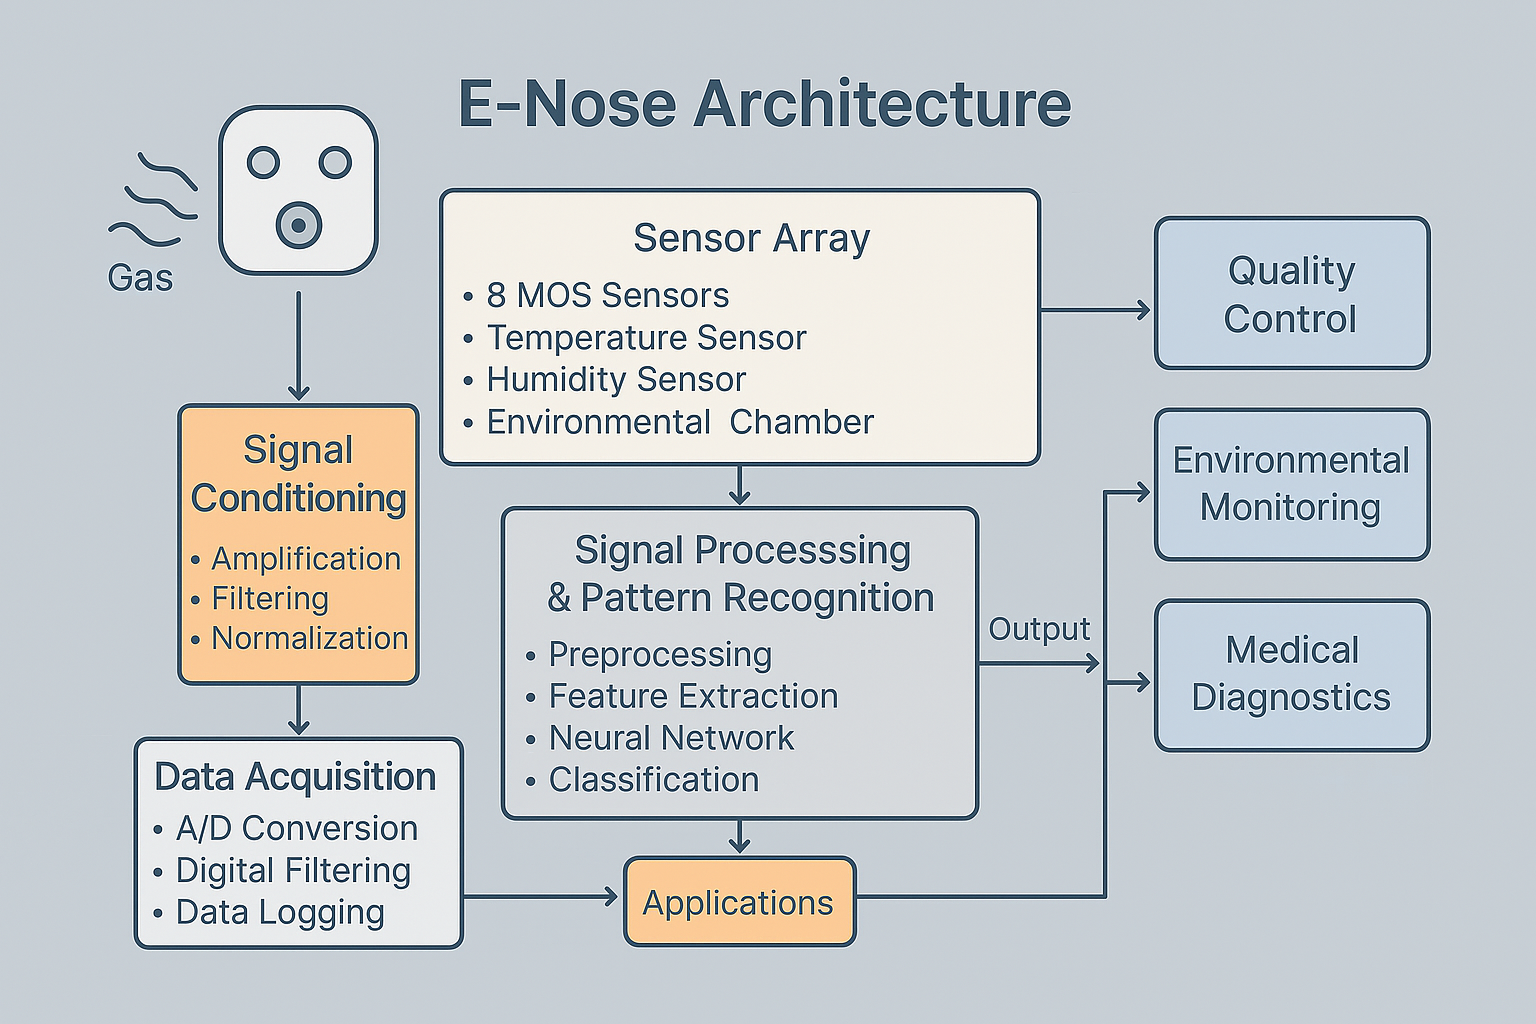 E-Nose Architecture
Gas
Sensor Array
• 8 MOS Sensors
• Temperature Sensor
• Humidity Sensor
• Environmental Chamber
Quality
Control
Signal
Conditioning
• Amplification
• Filtering
• Normalization
Environmental
Monitoring
Signal Processsing
& Pattern Recognition
• Preprocessing
• Feature Extraction
• Neural Network
• Classification
Output
Medical
Diagnostics
Data Acquisition
• A/D Conversion
• Digital Filtering
• Data Logging
Applications